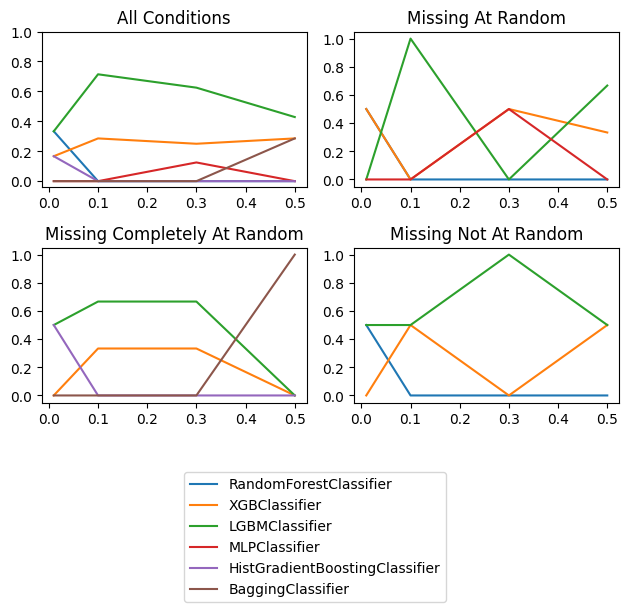 All Conditions
1.0
0.8
0.6
0.4
0.2
0.0
0.0 0.1 0.2 0.3 0.4 0.5
Missing At Random
1.0
0.8
0.6
0.4
0.2
0.0
0.0 0.1 0.2 0.3 0.4 0.5
Missing Completely At Random
1.0
0.8
0.6
0.4
0.2
0.0
0.0 0.1 0.2 0.3 0.4 0.5
Missing Not At Random
1.0
0.8
0.6
0.4
0.2
0.0
0.0 0.1 0.2 0.3 0.4 0.5
RandomForestClassifier
XGBClassifier
LGBMClassifier
MLPClassifier
HistGradientBoostingClassifier
BaggingClassifier